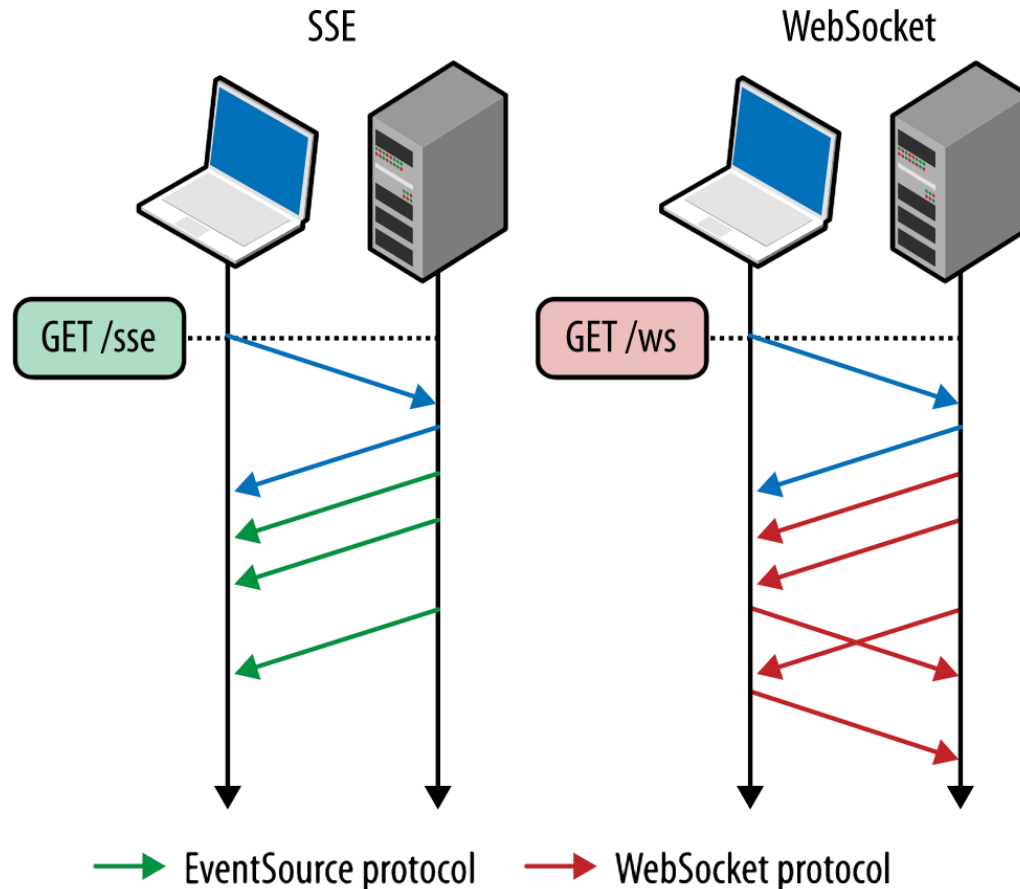 SSE
WebSocket
GET /sse
GET /ws
EventSource protocol
WebSocket protocol